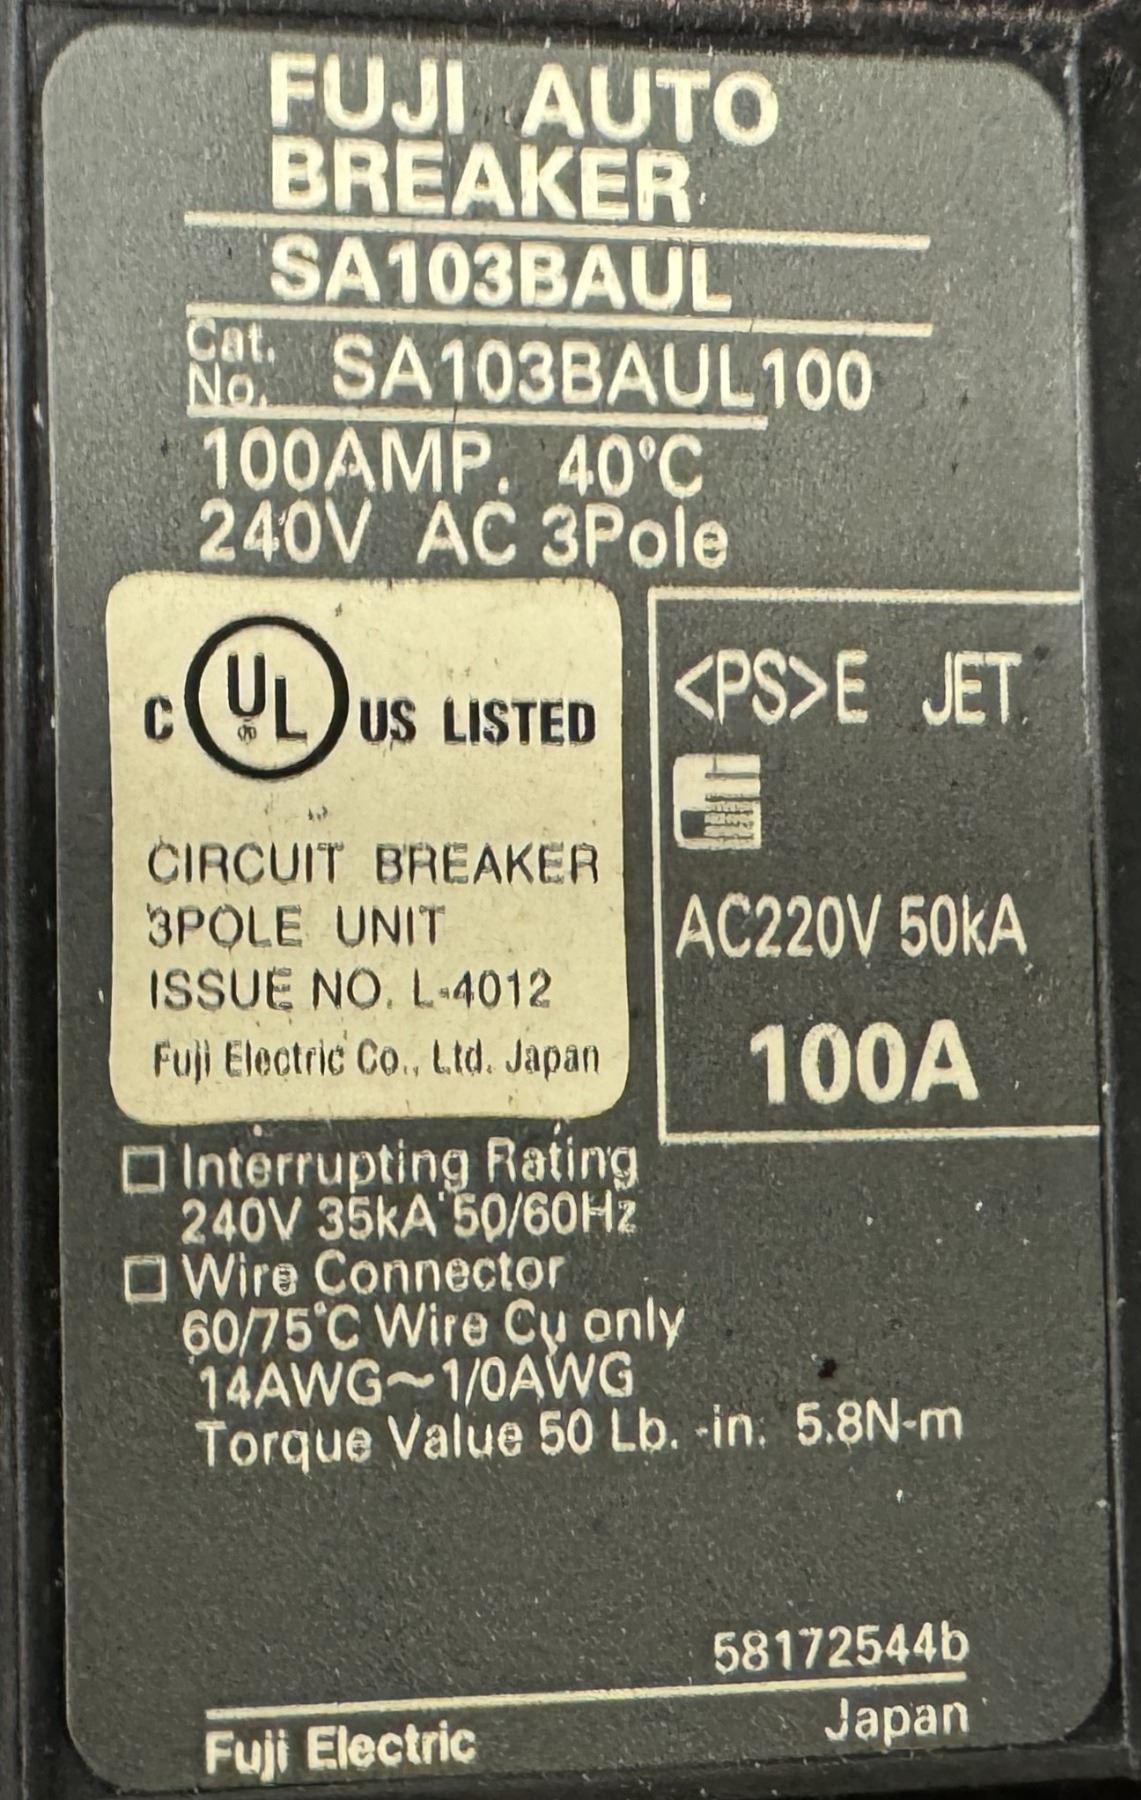 FUJI AUTO
BREAKER
SA103BAUL
Cat. No. SA103BAUL100
100AMP. 40°C
240V AC 3Pole
C UL US LISTED
CIRCUIT BREAKER
3POLE UNIT
ISSUE NO. L-4012
Fuji Electric Co., Ltd. Japan
<PS>E JET
AC220V 50kA
100A
Interrupting Rating
240V 35kA 50/60Hz
Wire Connector
60/75°C Wire Cu only
14AWG~1/0AWG
Torque Value 50 Lb. -in. 5.8N-m
58172544b
Fuji Electric Japan